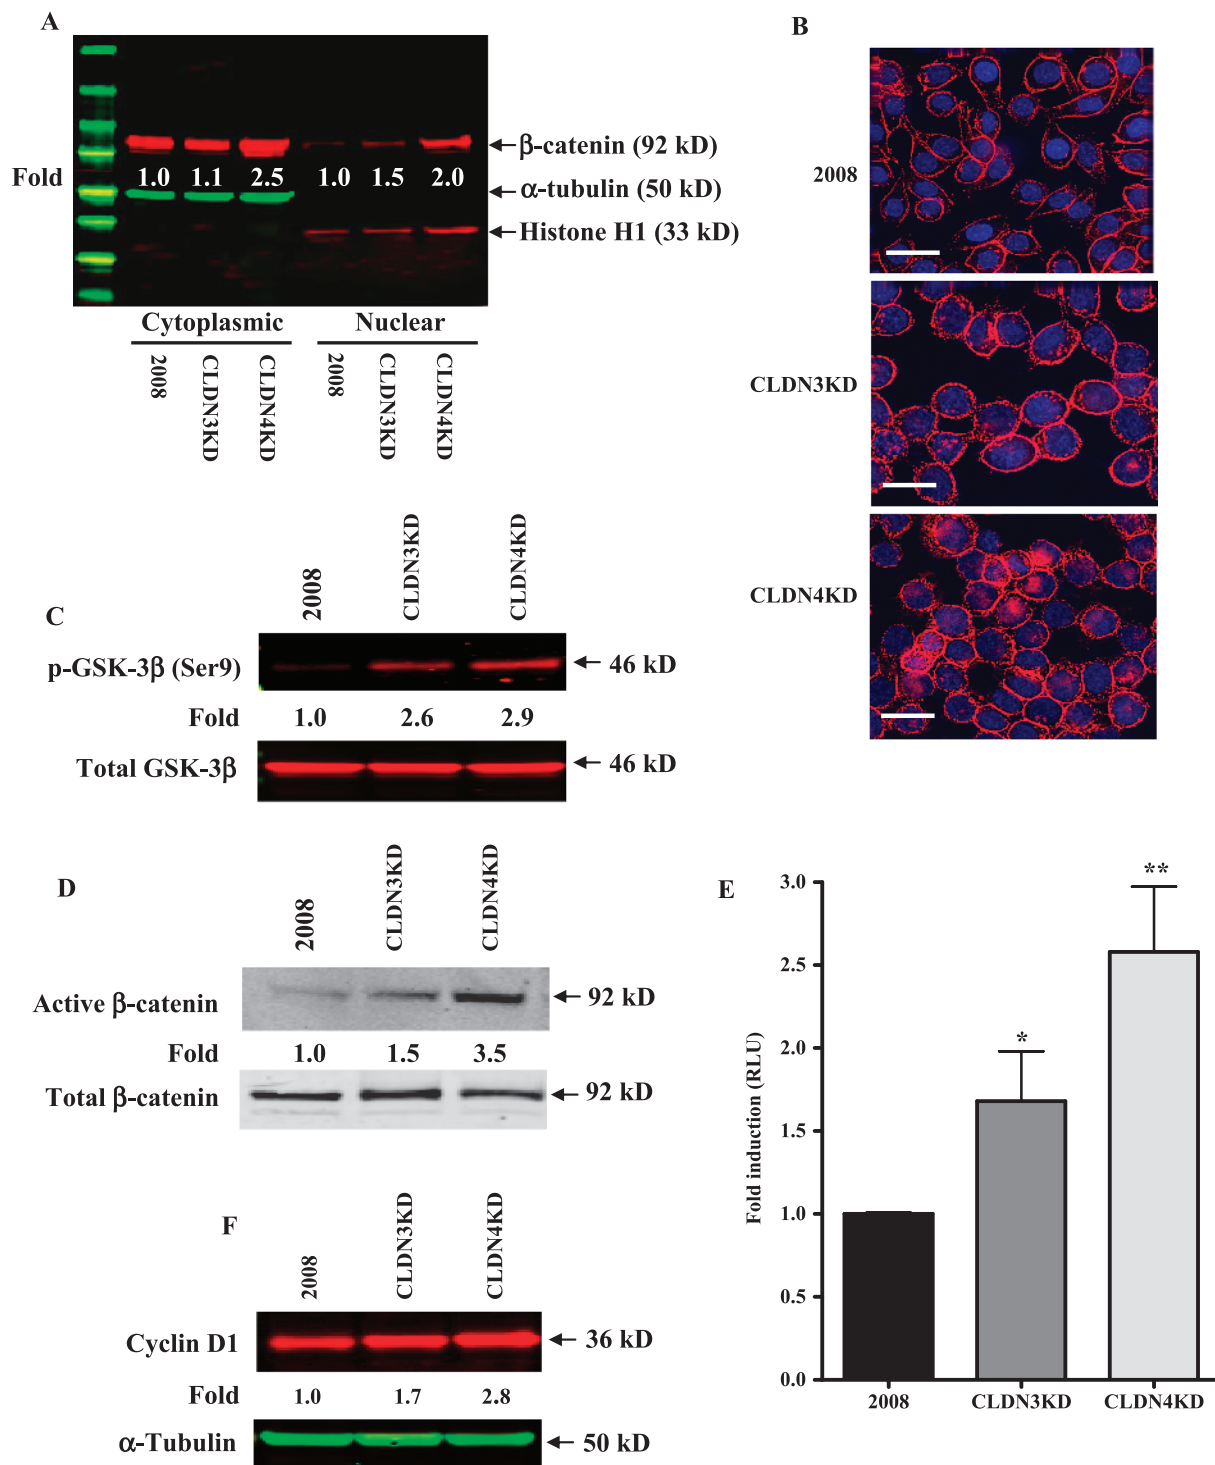 A
Fold
1.0 1.1 2.5 1.0 1.5 2.0
β-catenin (92 kD)
α-tubulin (50 kD)
Histone H1 (33 kD)
Cytoplasmic Nuclear
2008 CLDN3KD CLDN4KD 2008 CLDN3KD CLDN4KD
B
2008
CLDN3KD
CLDN4KD
C
2008 CLDN3KD CLDN4KD
p-GSK-3β (Ser9) 46 kD
Fold 1.0 2.6 2.9
Total GSK-3β 46 kD
D
2008 CLDN3KD CLDN4KD
Active β-catenin 92 kD
Fold 1.0 1.5 3.5
Total β-catenin 92 kD
E
Fold induction (RLU)
3.0
2.5
2.0
1.5
1.0
0.5
0.0
* **
2008 CLDN3KD CLDN4KD
F
2008 CLDN3KD CLDN4KD
Cyclin D1 36 kD
Fold 1.0 1.7 2.8
α-Tubulin 50 kD